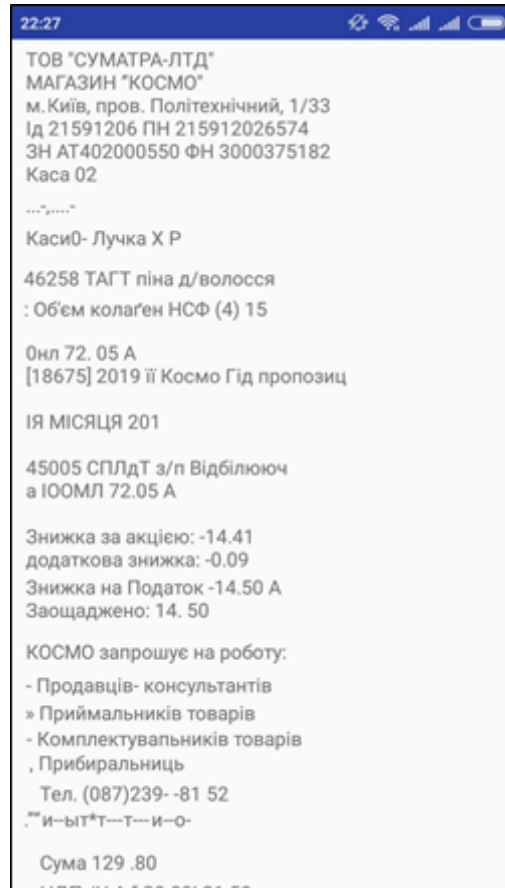 22:27
ТОВ "СУМАТРА-ЛТД"
МАГАЗИН "КОСМО"
м.Київ, пров. Політехнічний, 1/33
Ід 21591206 ПН 215912026574
ЗН АТ402000550 ФН 3000375182
Каса 02
...-,....-
Каси0- Лучка Х Р
46258 ТАГТ піна д/волосся
: Об'єм колаґен НСФ (4) 15
0нл 72. 05 А
[18675] 2019 її Космо Гід пропозиц
ІЯ МІСЯЦЯ 201
45005 СПЛдТ з/п Відбілююч
а ІООМЛ 72.05 А
Знижка за акцією: -14.41
додаткова знижка: -0.09
Знижка на Податок -14.50 А
Заощаджено: 14. 50
КОСМО запрошує на роботу:
- Продавців- консультантів
» Приймальників товарів
- Комплектувапьників товарів
, Прибиральниць
Тел. (087)239- -81 52
.""и–ыт*т-–-т-–-и–о-
Сума 129 .80